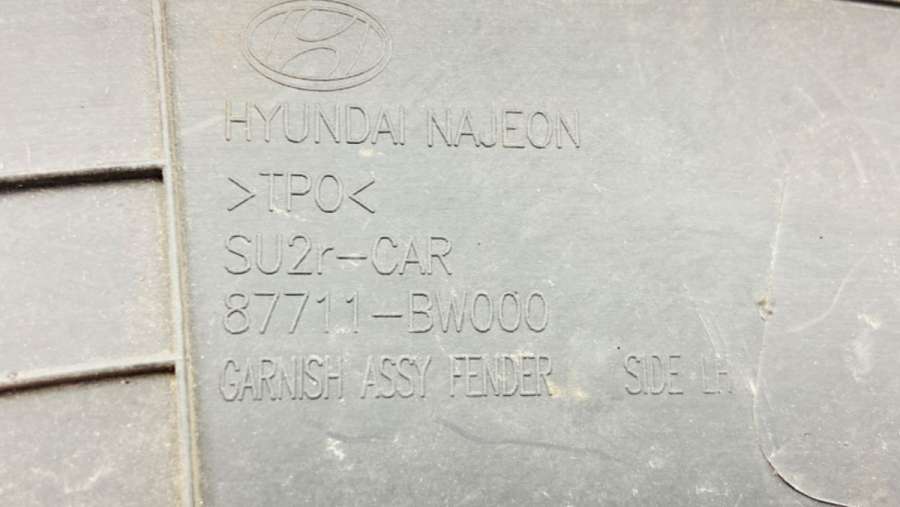 HYUNDAI NAJEON
>TPO<
SU2r-CAR
87711-BW000
GARNISH ASSY FENDER SIDE LH